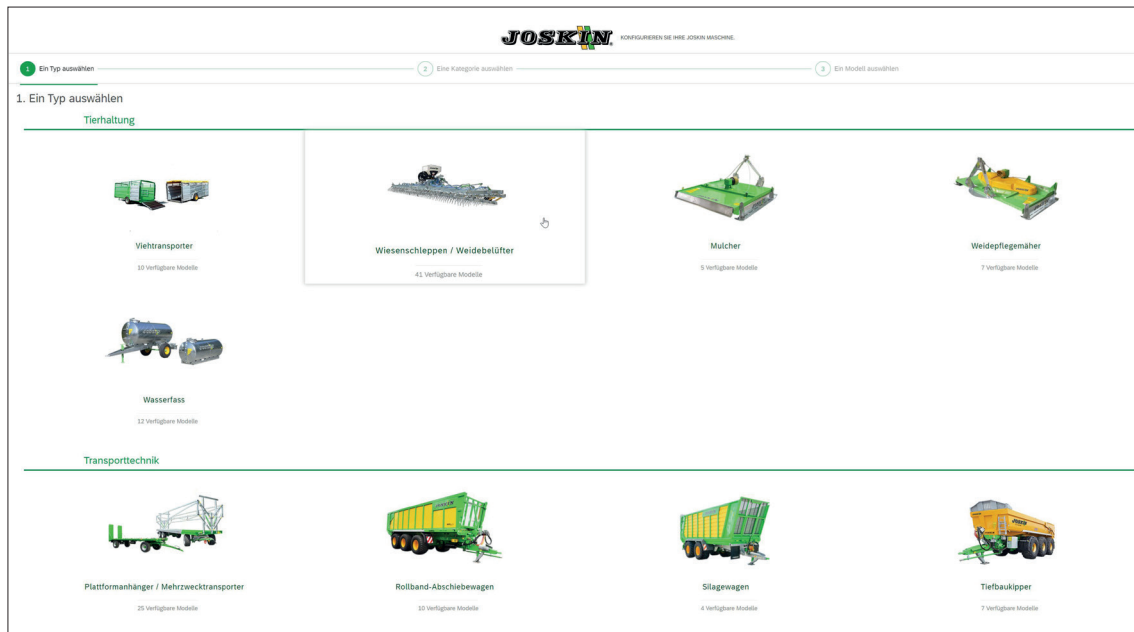 JOSKIN KONFIGURIEREN SIE IHRE JOSKIN MASCHINE.
1 Ein Typ auswählen 2 Eine Kategorie auswählen 3 Ein Modell auswählen
1. Ein Typ auswählen
Tierhaltung
Viehtransporter
10 Verfügbare Modelle
Wiesenschleppen / Weidebelüfter
41 Verfügbare Modelle
Mulcher
5 Verfügbare Modelle
Weidepflegemäher
7 Verfügbare Modelle
Wasserfass
12 Verfügbare Modelle
Transporttechnik
Plattformanhänger / Mehrzwecktransporter
25 Verfügbare Modelle
Rollband-Abschiebewagen
10 Verfügbare Modelle
Silagewagen
4 Verfügbare Modelle
JOSKIN
Tiefbaukipper
7 Verfügbare Modelle